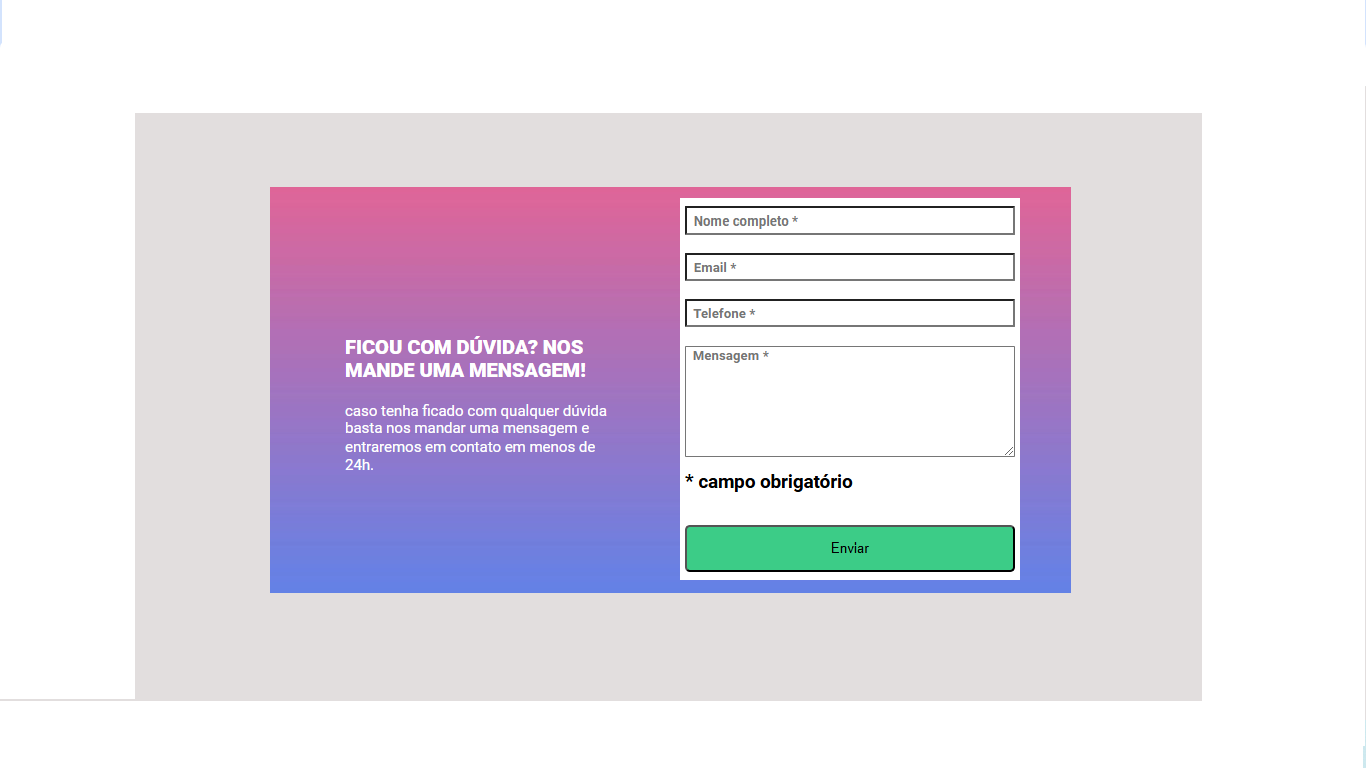 FICOU COM DÚVIDA? NOS
MANDE UMA MENSAGEM!
caso tenha ficado com qualquer dúvida
basta nos mandar uma mensagem e
entraremos em contato em menos de
24h.
Nome completo *
Email *
Telefone *
Mensagem *
* campo obrigatório
Enviar